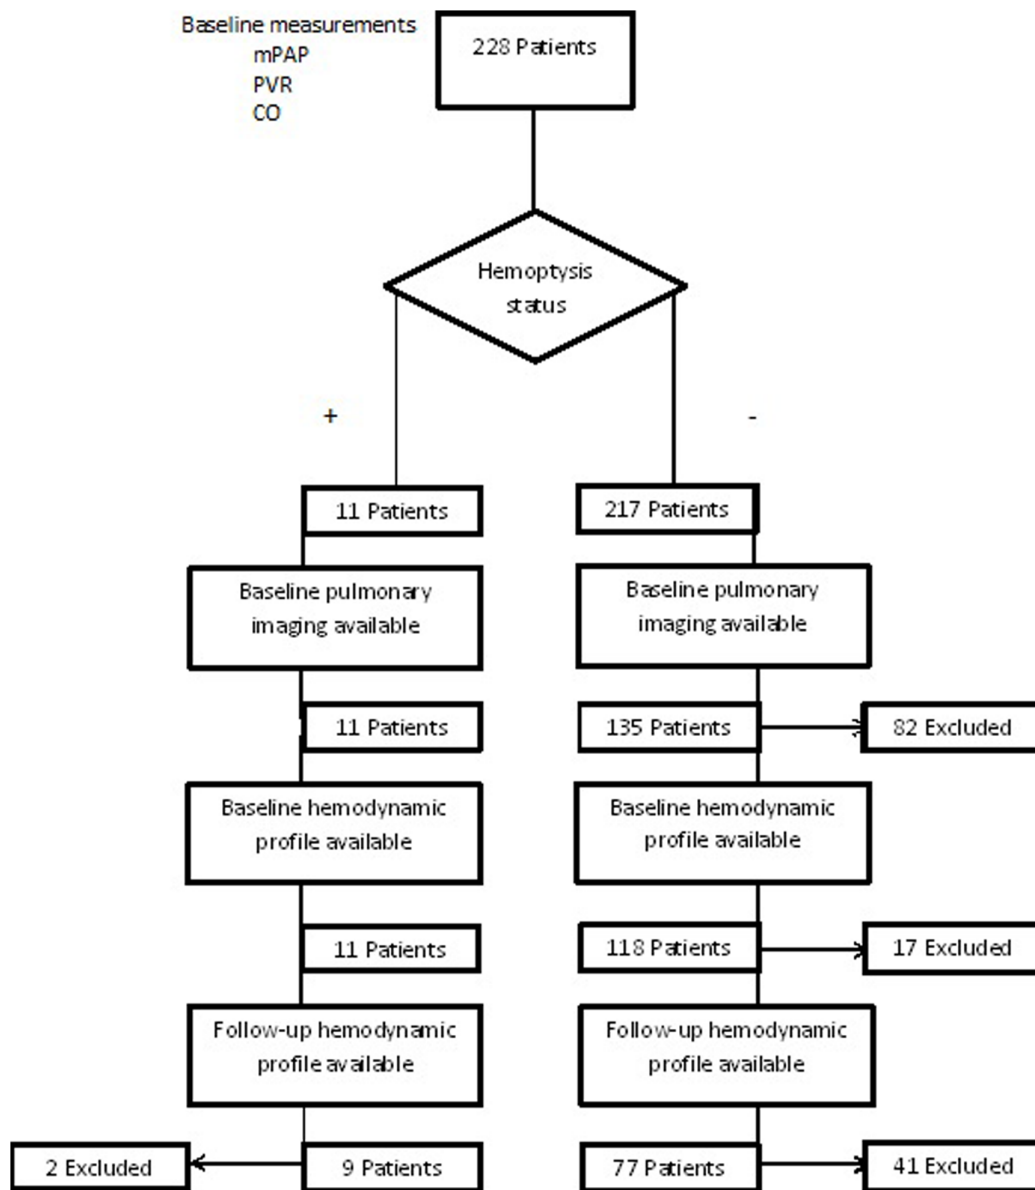 Baseline measurements
mPAP
PVR
CO
228 Patients
Hemoptysis
status
+
-
11 Patients
217 Patients
Baseline pulmonary
imaging available
Baseline pulmonary
imaging available
11 Patients
135 Patients
82 Excluded
Baseline hemodynamic
profile available
Baseline hemodynamic
profile available
11 Patients
118 Patients
17 Excluded
Follow-up hemodynamic
profile available
Follow-up hemodynamic
profile available
2 Excluded
9 Patients
77 Patients
41 Excluded